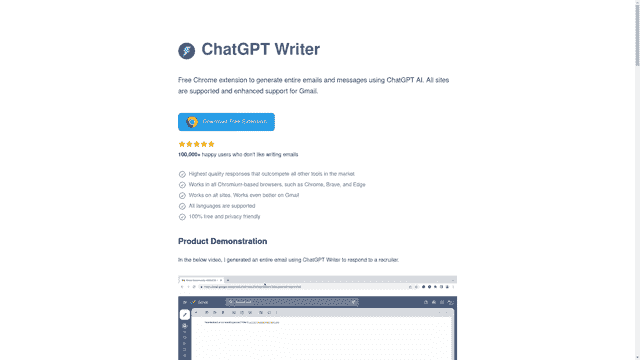 ChatGPT Writer
Free Chrome extension to generate entire emails and messages using ChatGPT AI. All sites
are supported and enhanced support for Gmail.
Download Free Extension
100,000+ happy users who don't like writing emails
Highest quality responses that outcompete all other tools in the market
Works in all Chromium-based browsers, such as Chrome, Brave, and Edge
Works on all sites. Works even better on Gmail
All languages are supported
100% free and privacy friendly
Product Demonstration
In the below video, I generated an entire email using ChatGPT Writer to respond to a recruiter.
Gmail